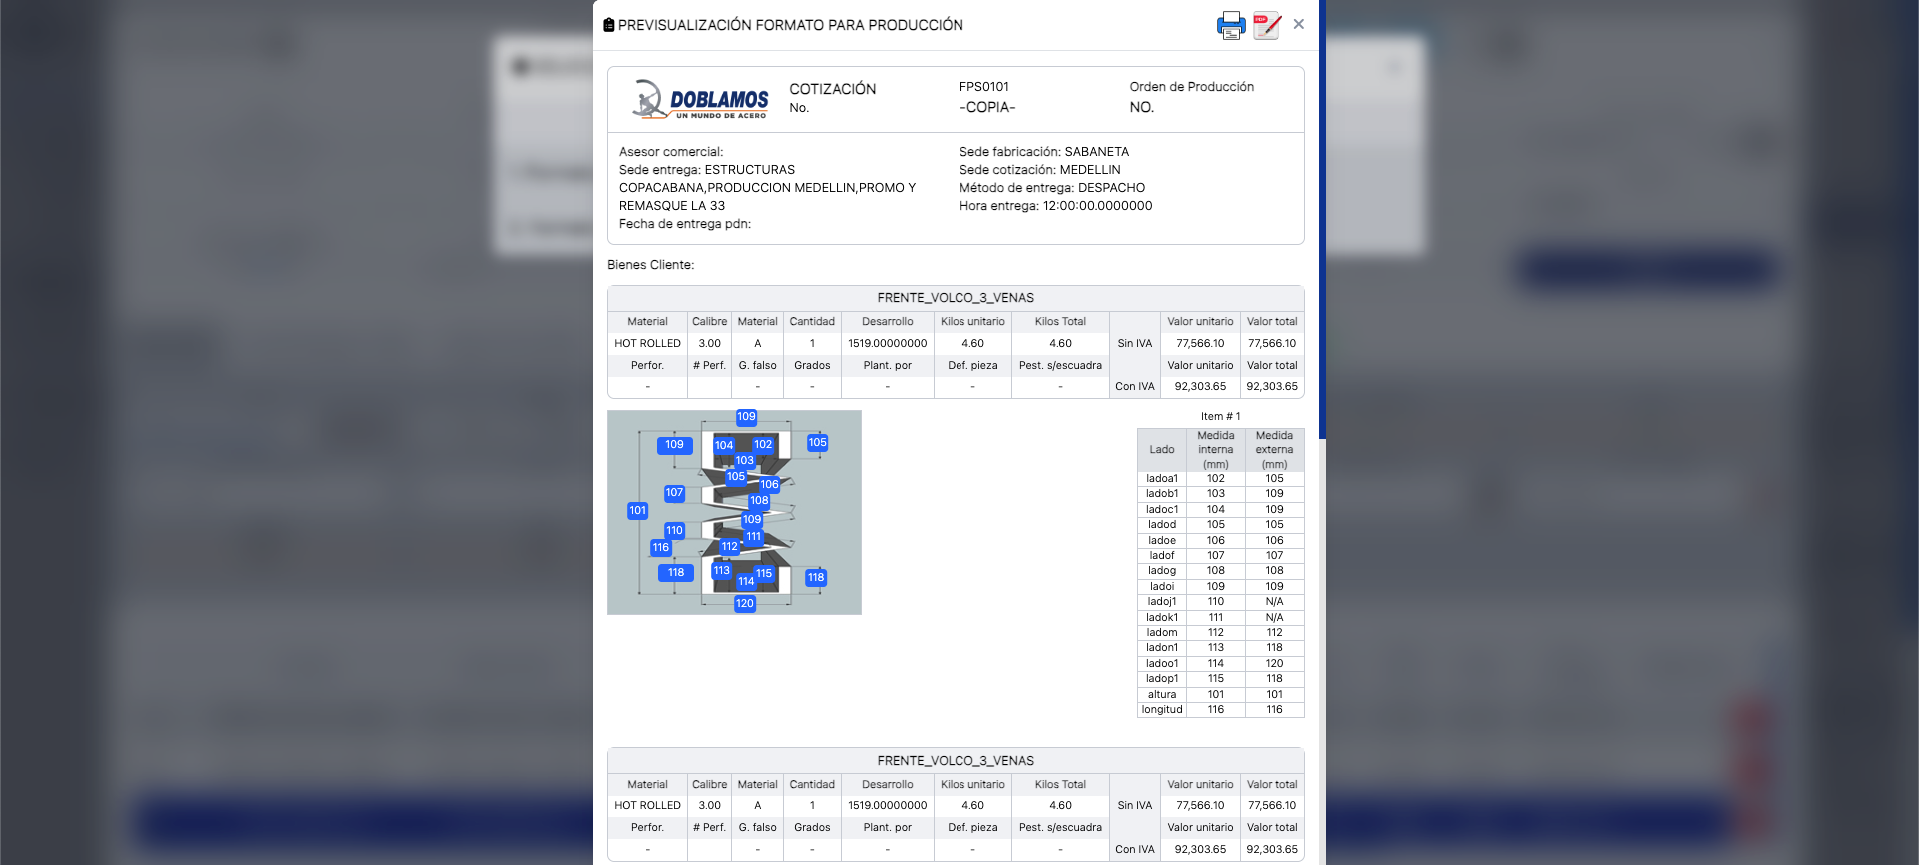 PREVISUALIZACIÓN FORMATO PARA PRODUCCIÓN
PDF
DOBLAMOS
UN MUNDO DE ACERO
COTIZACIÓN
No.
FPS0101
-COPIA-
Orden de Producción
NO.
Asesor comercial:
Sede entrega: ESTRUCTURAS
COPACABANA,PRODUCCION MEDELLIN,PROMO Y
REMASQUE LA 33
Fecha de entrega pdn:
Sede fabricación: SABANETA
Sede cotización: MEDELLIN
Método de entrega: DESPACHO
Hora entrega: 12:00:00.0000000
Bienes Cliente:
FRENTE_VOLCO_3_VENAS
Material Calibre Material Cantidad Desarrollo Kilos unitario Kilos Total Valor unitario Valor total
HOT ROLLED 3.00 A 1 1519.00000000 4.60 4.60 Sin IVA 77,566.10 77,566.10
Perfor. # Perf. G. falso Grados Plant. por Def. pieza Pest. s/escuadra Valor unitario Valor total
- - - - - - Con IVA 92,303.65 92,303.65
109
109 104 102 105
103
105
106
107
108
101
109
110
111
112
116
113
118
115
114
118
120
Item # 1
Lado Medida interna (mm) Medida externa (mm)
ladoa1 102 105
ladob1 103 109
ladoc1 104 109
ladod 105 105
ladoe 106 106
ladof 107 107
ladog 108 108
ladoi 109 109
ladoj1 110 N/A
ladok1 111 N/A
ladom 112 112
ladon1 113 118
ladoo1 114 120
ladop1 115 118
altura 101 101
longitud 116 116
FRENTE_VOLCO_3_VENAS
Material Calibre Material Cantidad Desarrollo Kilos unitario Kilos Total Valor unitario Valor total
HOT ROLLED 3.00 A 1 1519.00000000 4.60 4.60 Sin IVA 77,566.10 77,566.10
Perfor. # Perf. G. falso Grados Plant. por Def. pieza Pest. s/escuadra Valor unitario Valor total
- - - - - - Con IVA 92,303.65 92,303.65